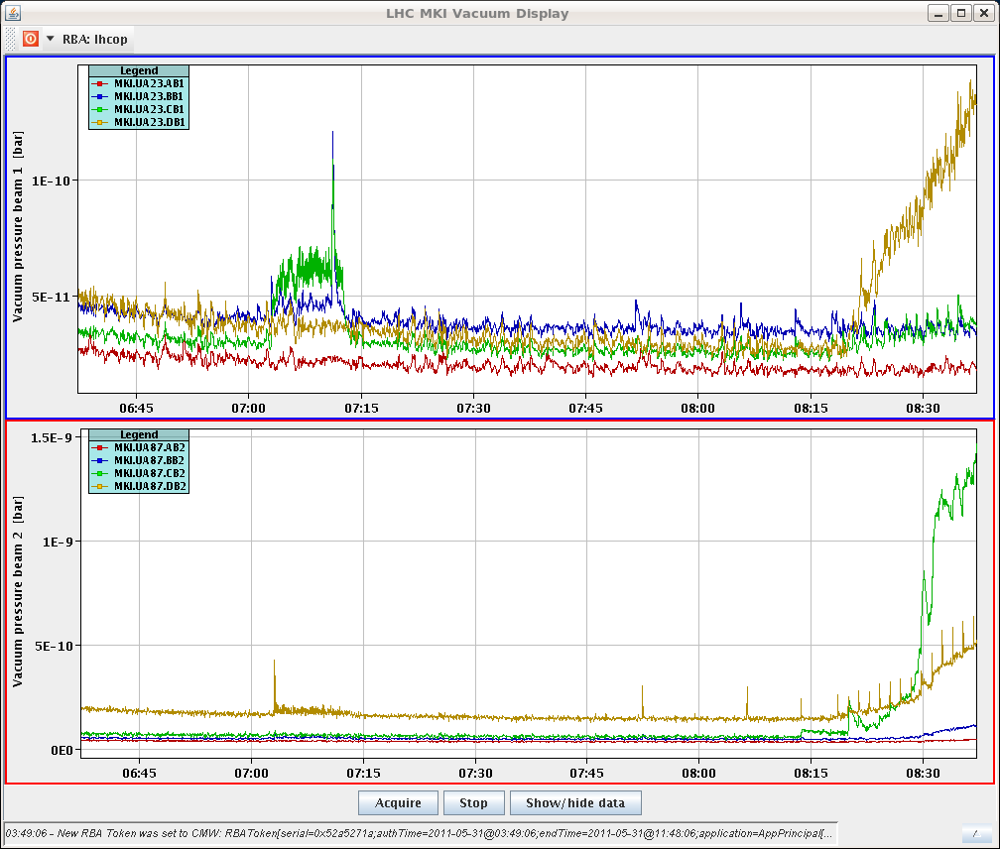 LHC MKI Vacuum Display
RBA: lhcop
Legend
MKI.UA23.AB1
MKI.UA23.BB1
MKI.UA23.CB1
MKI.UA23.DB1
Vacuum pressure beam 1 [bar]
1E-10
5E-11
06:45 07:00 07:15 07:30 07:45 08:00 08:15 08:30
Legend
MKI.UA87.AB2
MKI.UA87.BB2
MKI.UA87.CB2
MKI.UA87.DB2
Vacuum pressure beam 2 [bar]
1.5E-9
1E-9
5E-10
0E0
06:45 07:00 07:15 07:30 07:45 08:00 08:15 08:30
Acquire Stop Show/hide data
03:49:06 - New RBA Token was set to CMW: RBAToken[serial=0x52a5271a;authTime=2011-05-31@03:49:06;endTime=2011-05-31@11:48:06;application=AppPrincipal[...